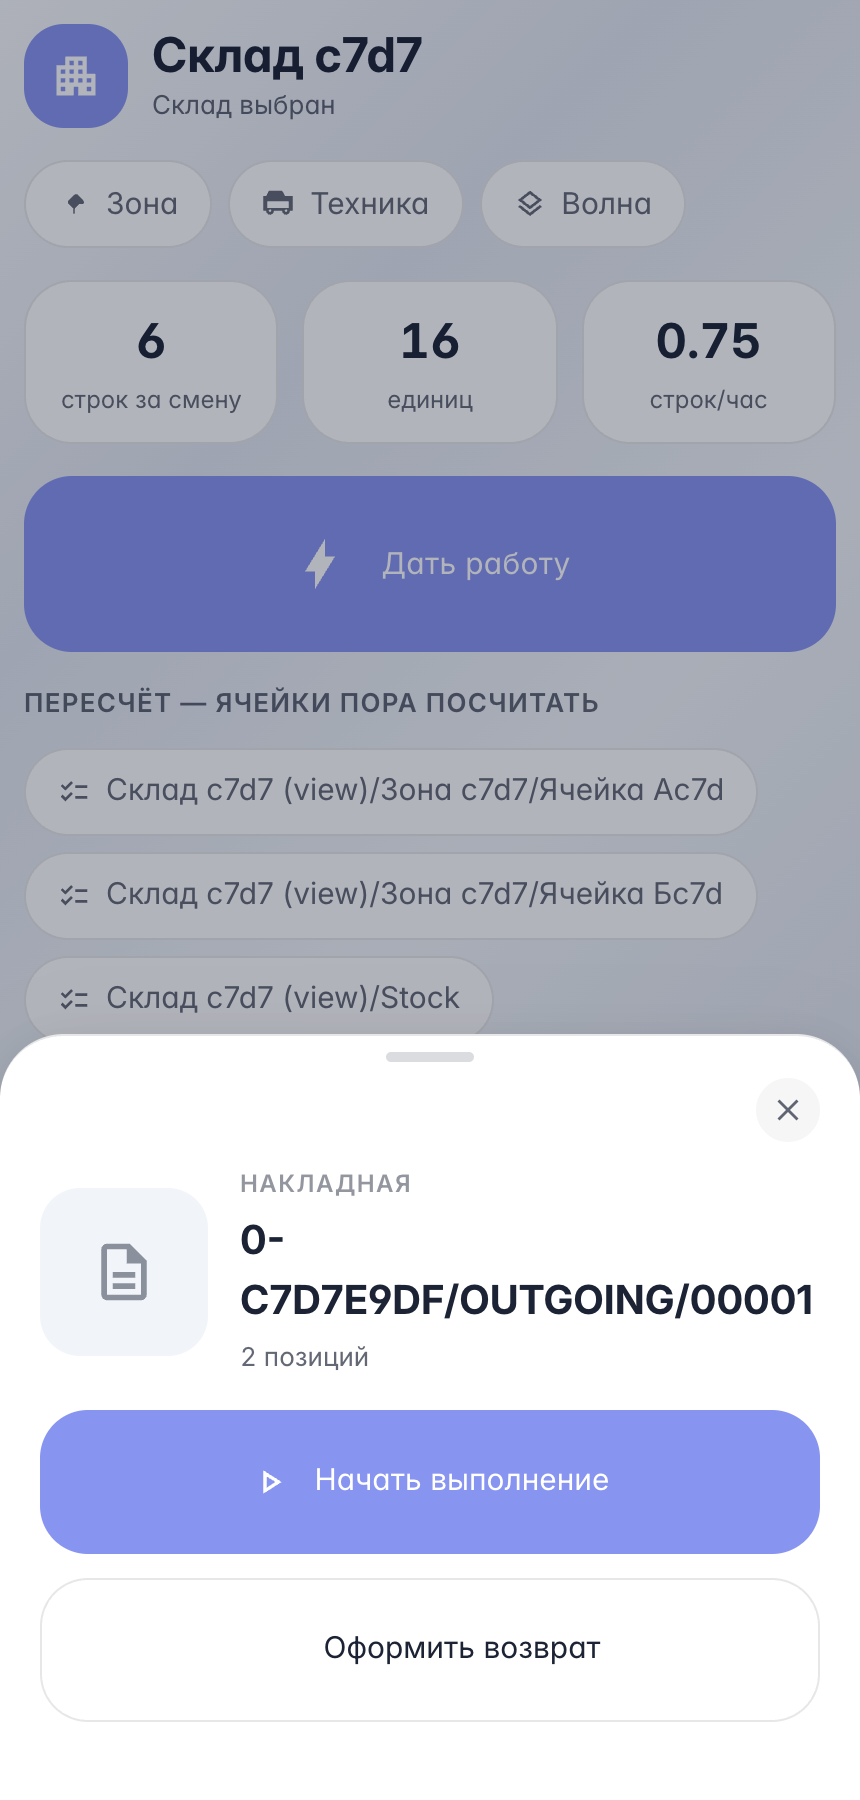 Склад c7d7
Склад выбран
Зона
Техника
Волна
6
16
0.75
строк за смену
единиц
строк/час
Дать работу
ПЕРЕСЧЁТ — ЯЧЕЙКИ ПОРА ПОСЧИТАТЬ
Склад c7d7 (view)/Зона c7d7/Ячейка Ac7d
Склад c7d7 (view)/Зона c7d7/Ячейка Бc7d
Склад c7d7 (view)/Stock
НАКЛАДНАЯ
0-
C7D7E9DF/OUTGOING/00001
2 позиций
Начать выполнение
Оформить возврат